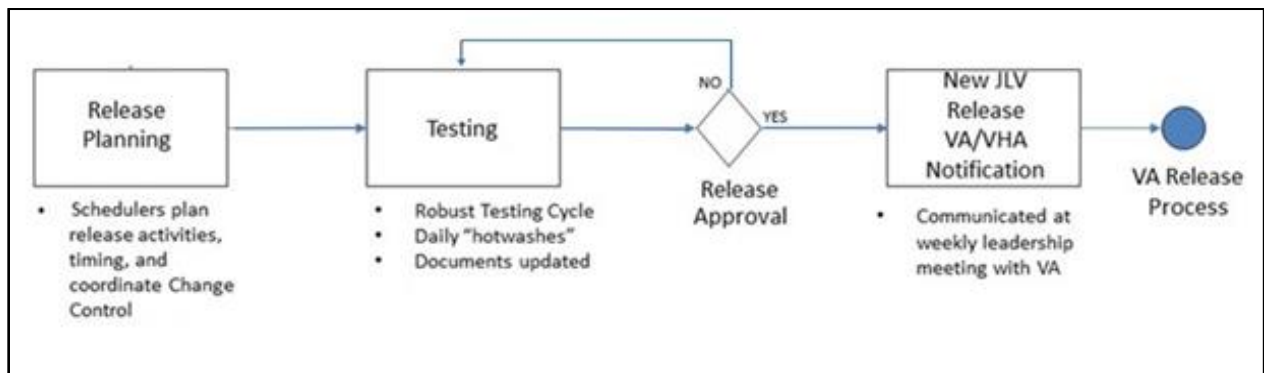 Release
Planning
Testing
NO
YES
Release
Approval
New JLV
Release
VA/VHA
Notification
VA Release
Process
• Schedulers plan
release activities,
timing, and
coordinate Change
Control
• Robust Testing Cycle
• Daily “hotwashes”
• Documents updated
• Communicated at
weekly leadership
meeting with VA